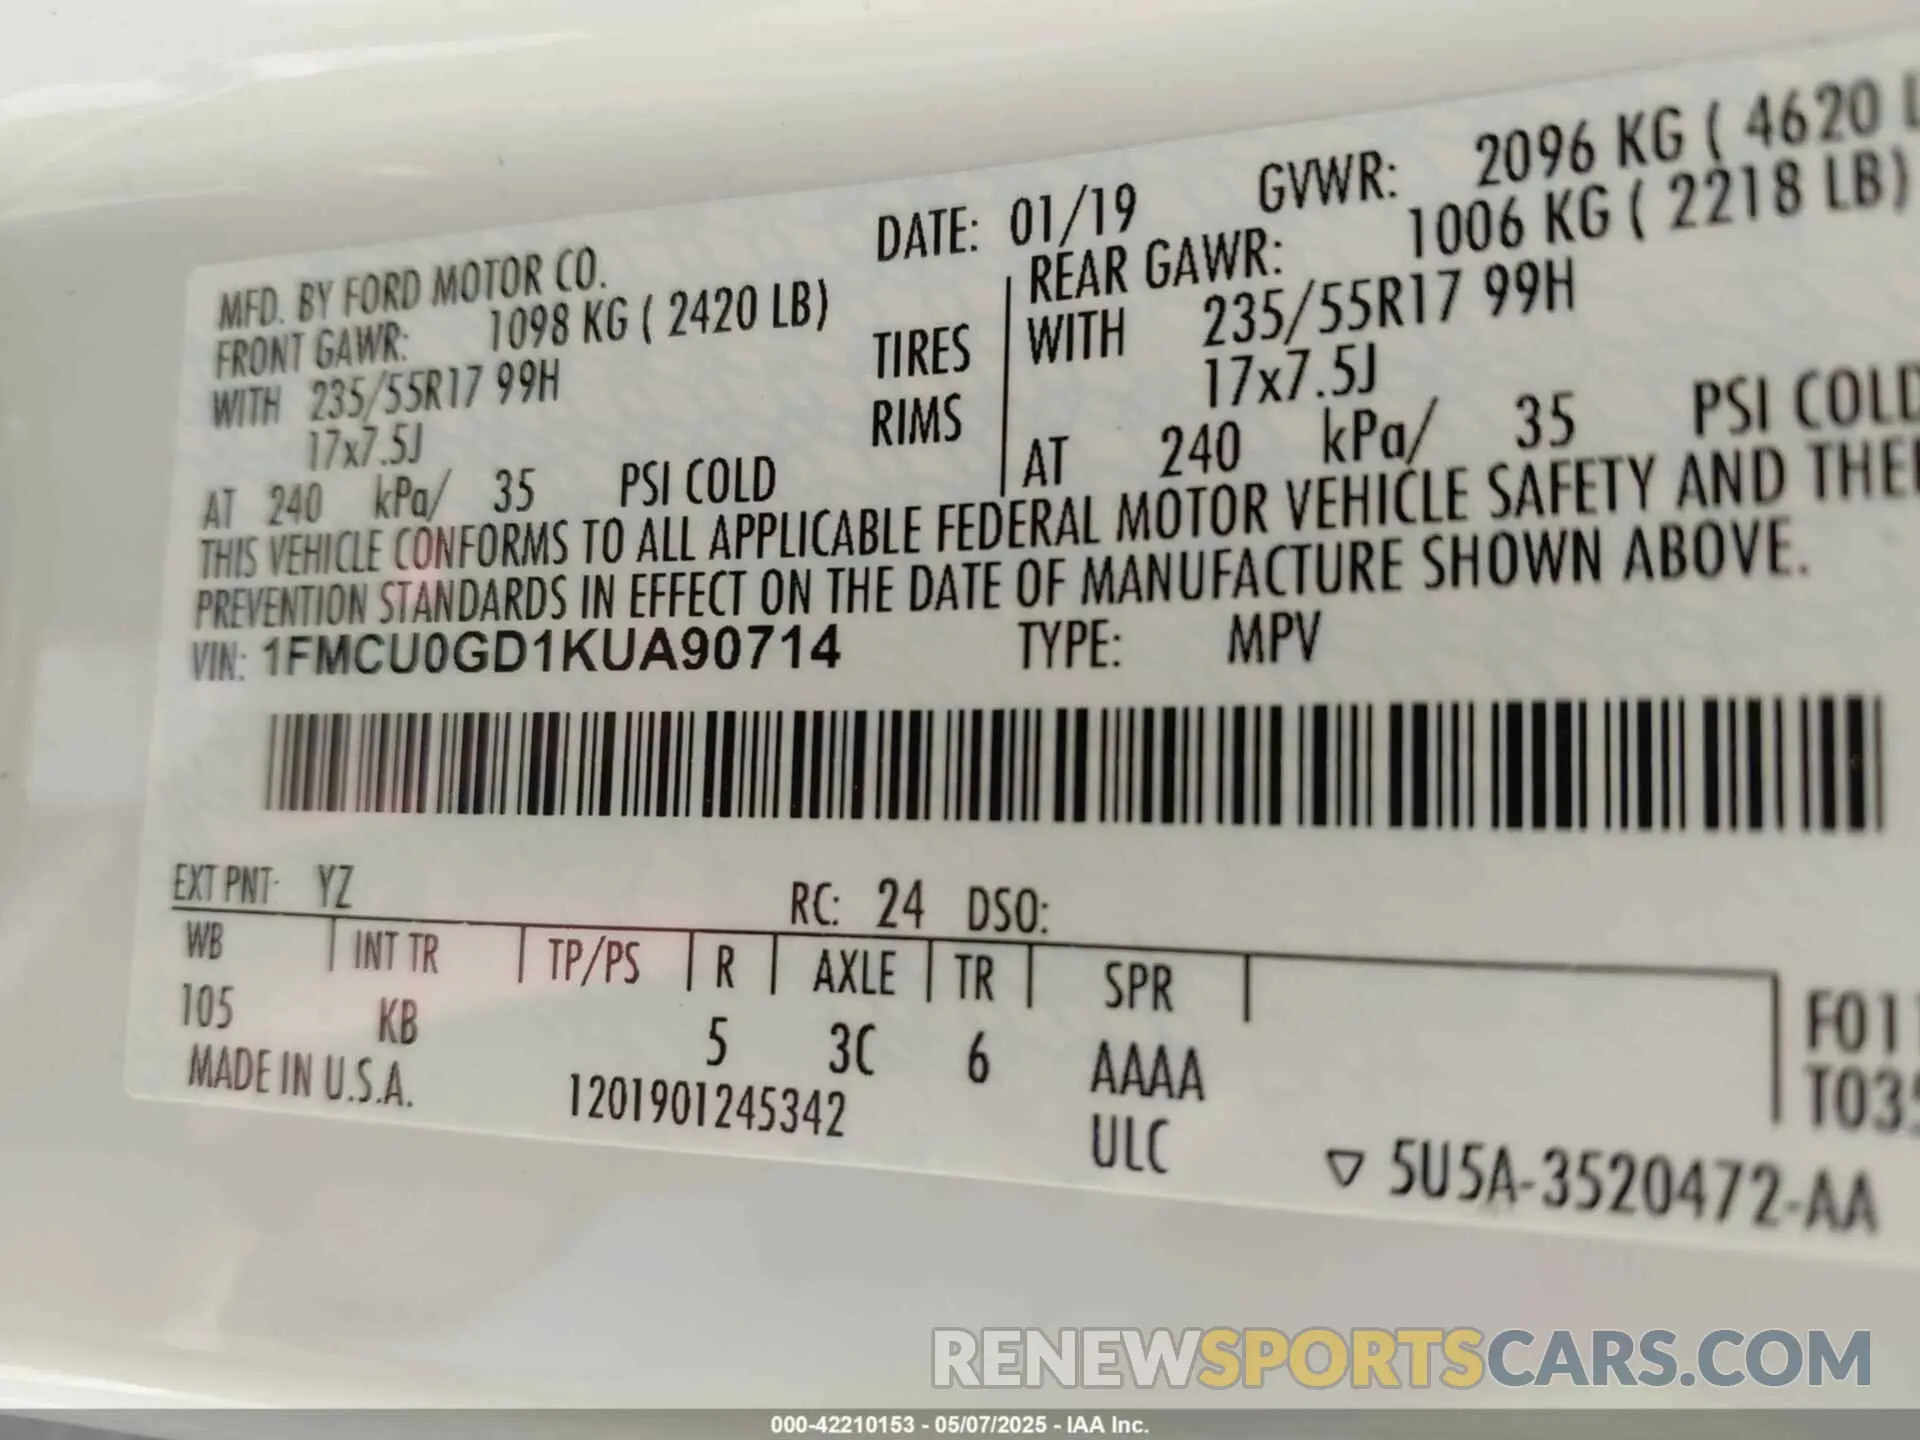 MFD. BY FORD MOTOR CO. DATE: 01/19 GVWR: 2096 KG ( 4620 L
FRONT GAWR: 1098 KG ( 2420 LB) REAR GAWR: 1006 KG ( 2218 LB)
WITH 235/55R17 99H TIRES WITH 235/55R17 99H
17x7.5J RIMS 17x7.5J
AT 240 kPa/ 35 PSI COLD AT 240 kPa/ 35 PSI COLD
THIS VEHICLE CONFORMS TO ALL APPLICABLE FEDERAL MOTOR VEHICLE SAFETY AND THEF
PREVENTION STANDARDS IN EFFECT ON THE DATE OF MANUFACTURE SHOWN ABOVE.
VIN: 1FMCU0GD1KUA90714 TYPE: MPV
EXT PNT: YZ RC: 24 DSO:
WB INT TR TP/PS R AXLE TR SPR
105 KB 5 3C 6 AAAA
MADE IN U.S.A. 1201901245342 ULC
F011
T035
▽ 5U5A-3520472-AA
RENEWSPORTSCARS.COM
000-42210153 - 05/07/2025 - IAA Inc.